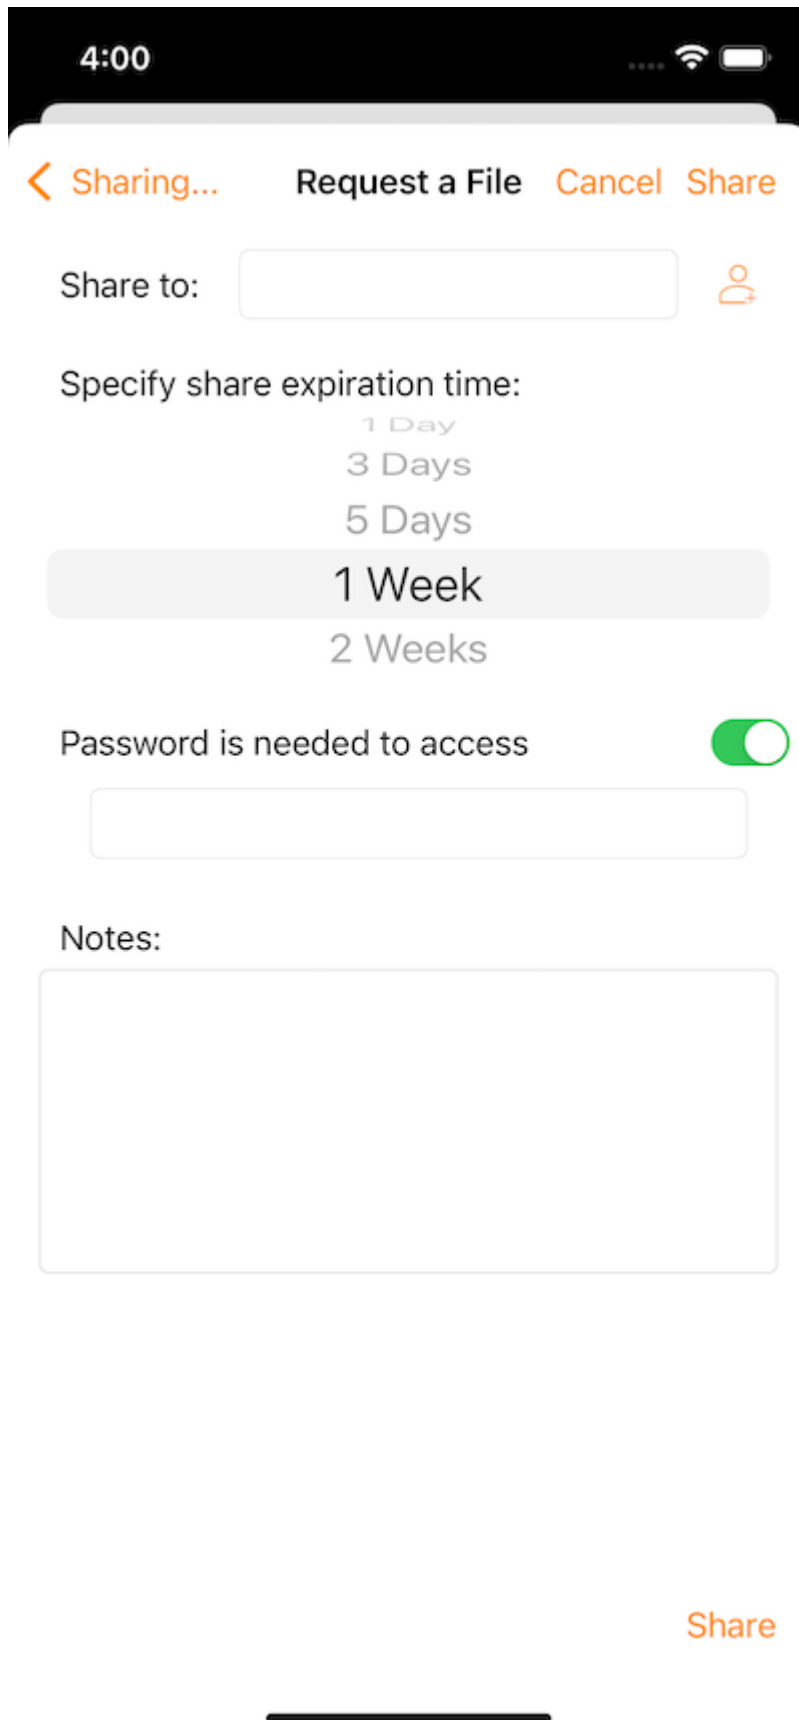 4:00
Sharing... Request a File Cancel Share
Share to:
Specify share expiration time:
1 Day
3 Days
5 Days
1 Week
2 Weeks
Password is needed to access
Notes:
Share